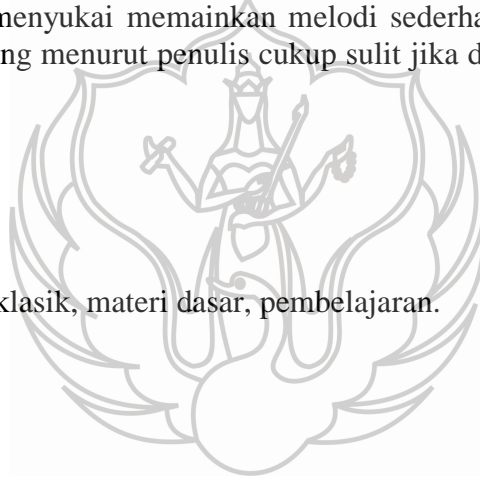 menyukai memainkan melodi sederha
ng menurut penulis cukup sulit jika d
klasik, materi dasar, pembelajaran.